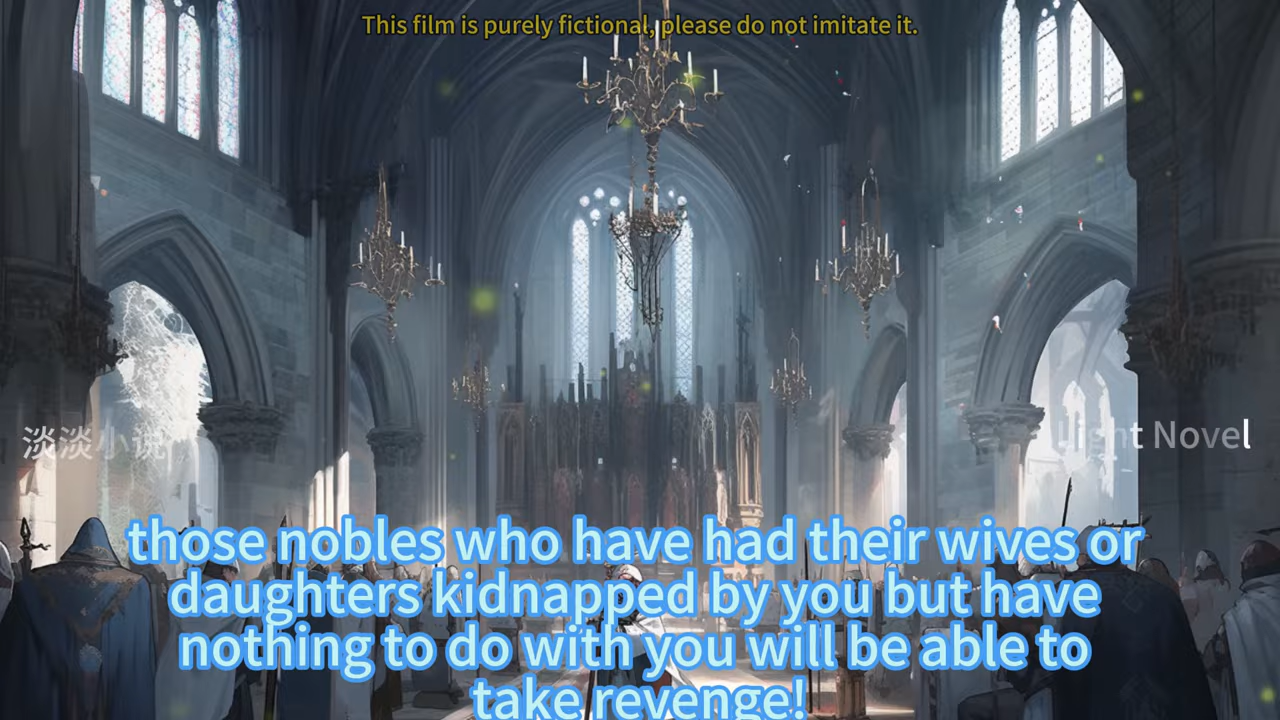 This film is purely fictional, please do not imitate it.
淡淡小说
Light Novel
those nobles who have had their wives or
daughters kidnapped by you but have
nothing to do with you will be able to
take revenge!